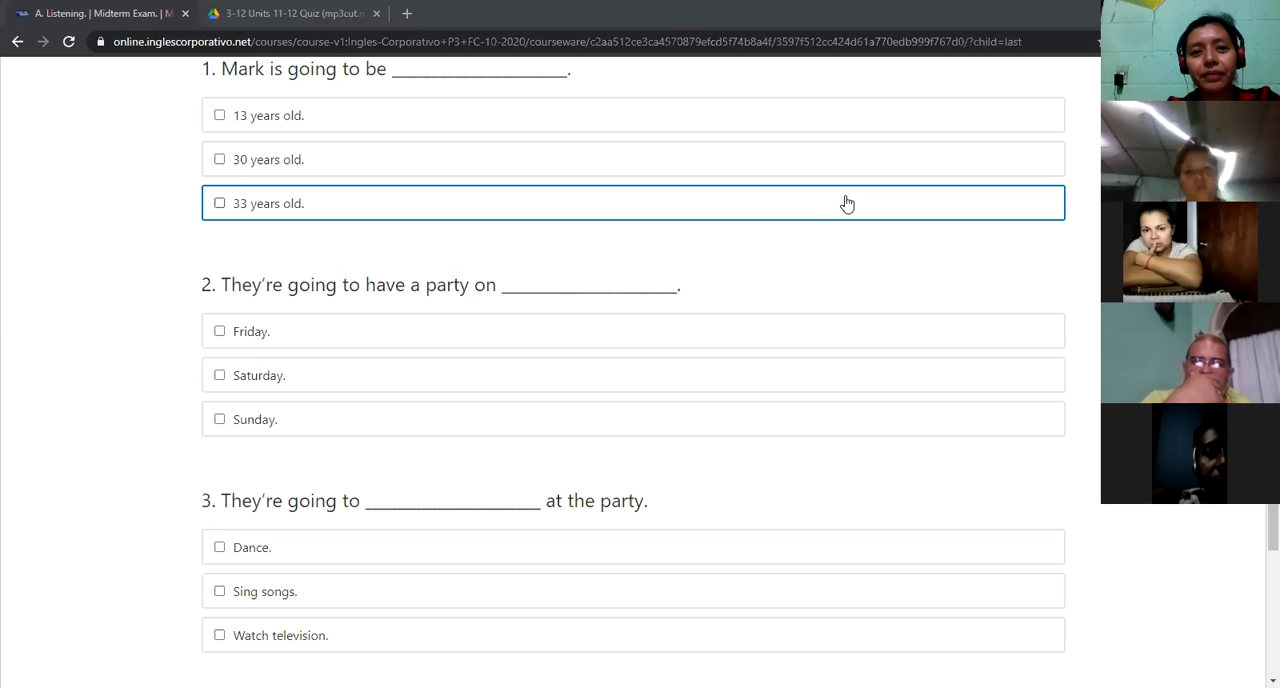 A. Listening. | Midterm Exam. | M
3-12 Units 11-12 Quiz (mp3cut.n
online.inglescorporativo.net/courses/course-v1:Ingles-Corporativo+P3+FC-10-2020/courseware/c2aa512ce3ca4570879efcd5f74b8a4f/3597f512cc424d61a770edb999f767d0/?child=last
1. Mark is going to be ____________________.
13 years old.
30 years old.
33 years old.
2. They're going to have a party on ____________________.
Friday.
Saturday.
Sunday.
3. They're going to ____________________ at the party.
Dance.
Sing songs.
Watch television.